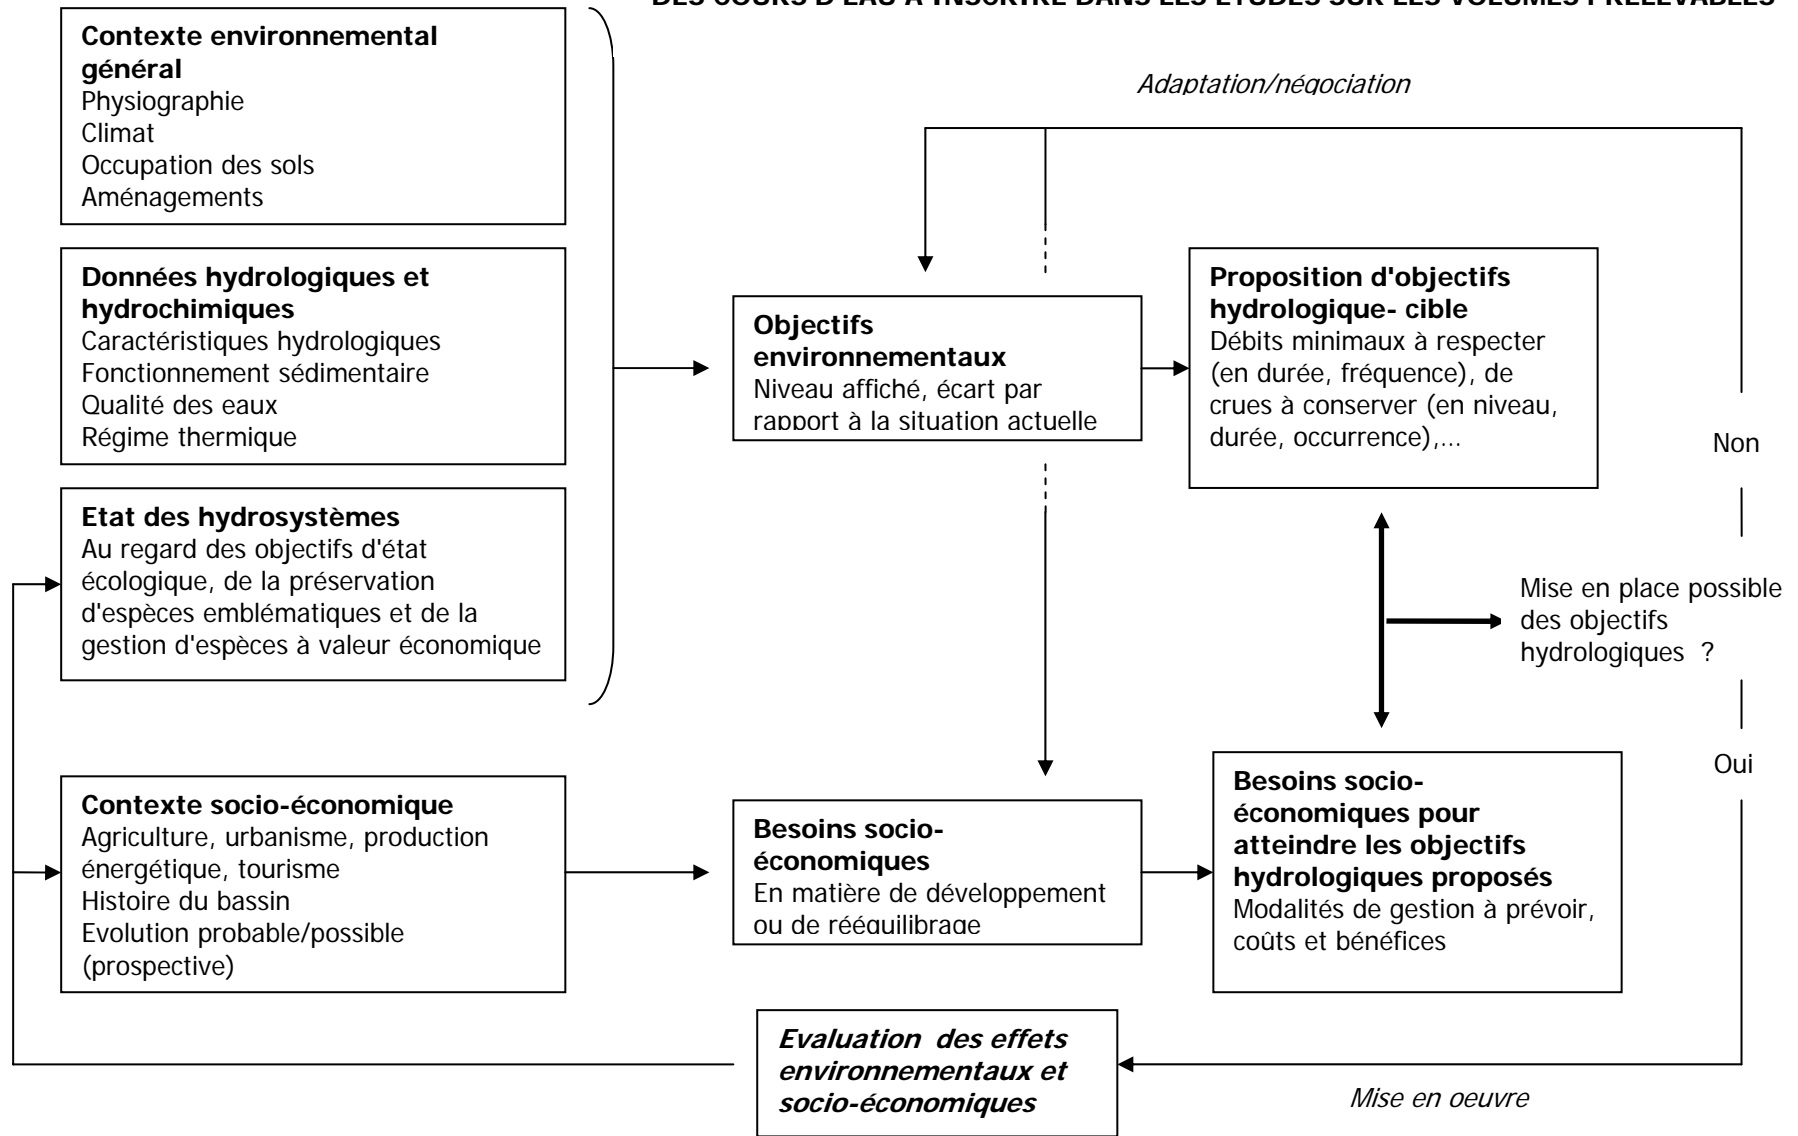 DES COURS D'EAU A INSCRIRE DANS LES ETUDES SUR LES VOLUMES PRELEVABLES
Contexte environnemental
général
Physiographie
Climat
Occupation des sols
Aménagements
Adaptation/négociation
Données hydrologiques et
hydrochimiques
Caractéristiques hydrologiques
Fonctionnement sédimentaire
Qualité des eaux
Régime thermique
Objectifs
environnementaux
Niveau affiché, écart par
rapport à la situation actuelle
Proposition d'objectifs
hydrologique- cible
Débits minimaux à respecter
(en durée, fréquence), de
crues à conserver (en niveau,
durée, occurrence),...
Non
Etat des hydrosystèmes
Au regard des objectifs d'état
écologique, de la préservation
d'espèces emblématiques et de la
gestion d'espèces à valeur économique
Mise en place possible
des objectifs
hydrologiques ?
Oui
Contexte socio-économique
Agriculture, urbanisme, production
énergétique, tourisme
Histoire du bassin
Evolution probable/possible
(prospective)
Besoins socio-
économiques
En matière de développement
ou de rééquilibrage
Besoins socio-
économiques pour
atteindre les objectifs
hydrologiques proposés
Modalités de gestion à prévoir,
coûts et bénéfices
Evaluation des effets
environnementaux et
socio-économiques
Mise en oeuvre